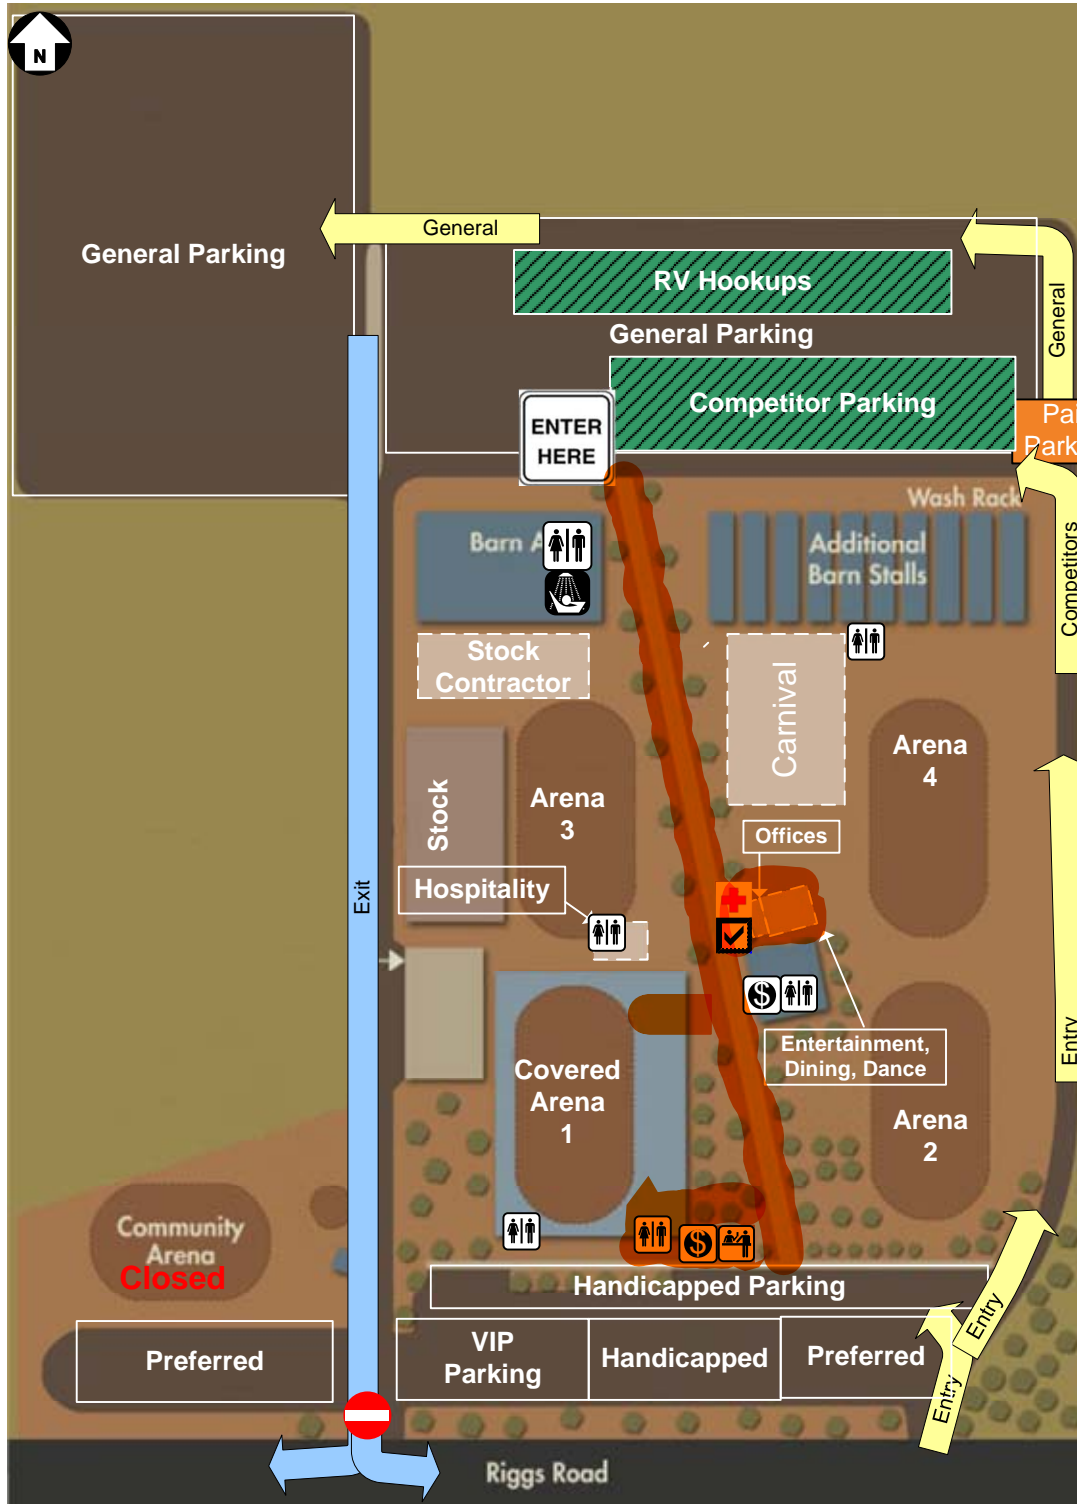 N
General Parking
General
RV Hookups
General
General Parking
Competitor Parking
ENTER
HERE
Wash Rack
Barn
Additional
Barn Stalls
Competitors
Stock
Contractor
Carnival
Arena
4
Arena
3
Stock
Offices
Hospitality
Exit
$
Entry
Entertainment,
Dining, Dance
Covered
Arena
1
Arena
2
Community
Arena
Closed
$
Handicapped Parking
Entry
VIP
Parking
Handicapped
Preferred
Preferred
Entry
Riggs Road